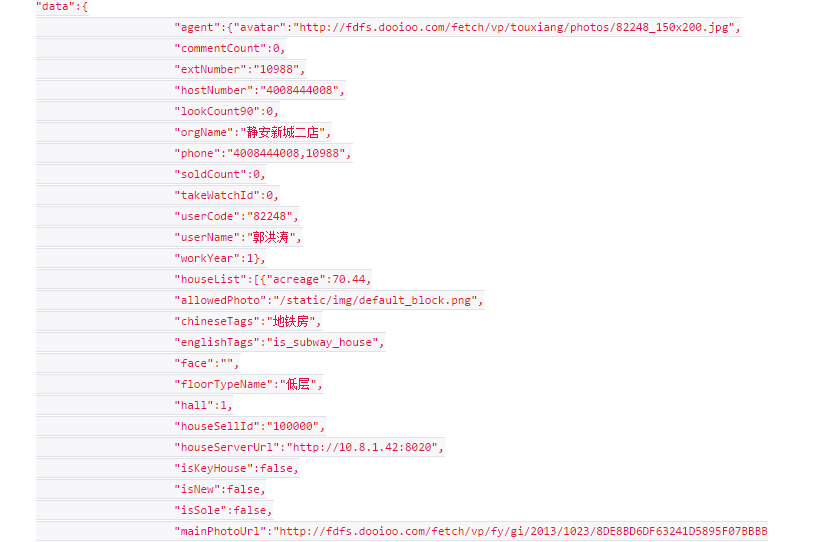 "data":{
"agent":{"avatar":"http://fdfs.dooioo.com/fetch/vp/touxiang/photos/82248_150x200.jpg",
"commentCount":0,
"extNumber":"10988",
"hostNumber":"4008444008",
"lookCount90":0,
"orgName":"静安新城二店",
"phone":"4008444008,10988",
"soldCount":0,
"takeWatchId":0,
"userCode":"82248",
"userName":"郭洪涛",
"workYear":1},
"houseList":[{"acreage":70.44,
"allowedPhoto":"/static/img/default_block.png",
"chineseTags":"地铁房",
"englishTags":"is_subway_house",
"face":"",
"floorTypeName":"低层",
"hall":1,
"houseSellId":"100000",
"houseServerUrl":"http://10.8.1.42:8020",
"isKeyHouse":false,
"isNew":false,
"isSole":false,
"mainPhotoUrl":"http://fdfs.dooioo.com/fetch/vp/fy/gi/2013/1023/8DE8BD6DF63241D5895F07BBBB